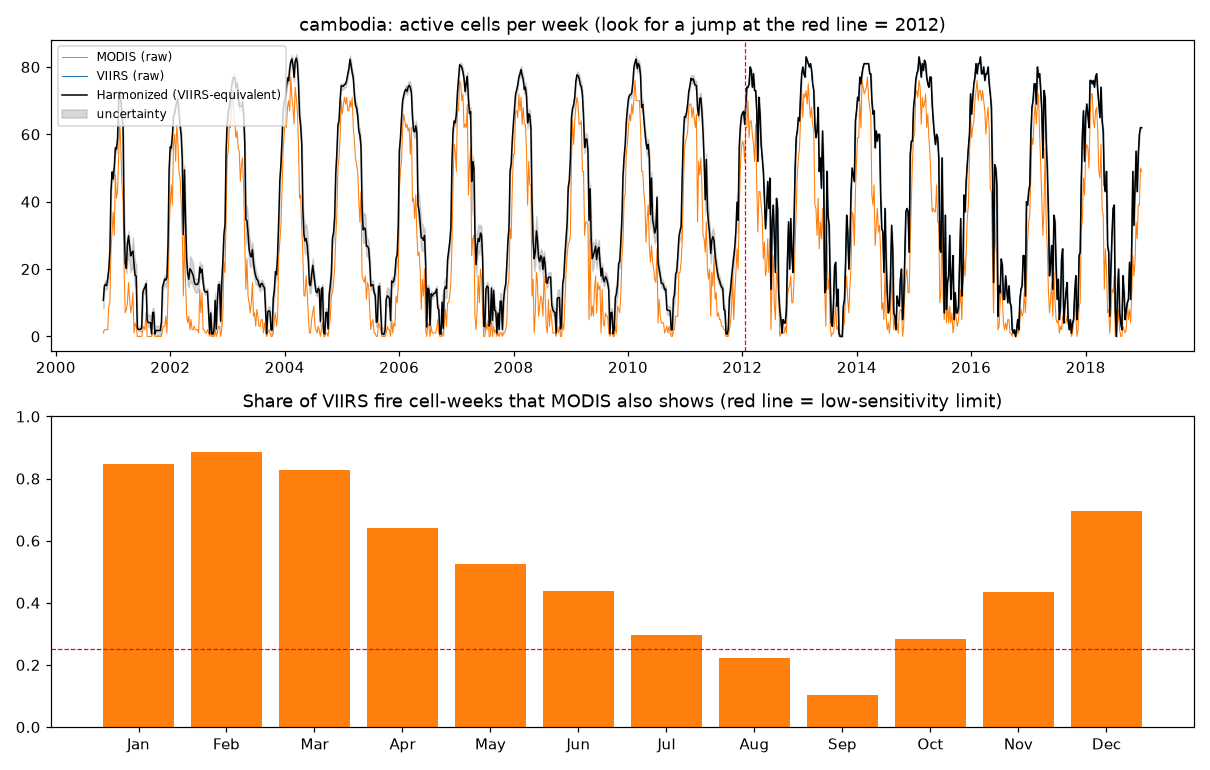 cambodia: active cells per week (look for a jump at the red line = 2012)
MODIS (raw)
VIIRS (raw)
Harmonized (VIIRS-equivalent)
uncertainty
80
60
40
20
0
2000 2002 2004 2006 2008 2010 2012 2014 2016 2018
Share of VIIRS fire cell-weeks that MODIS also shows (red line = low-sensitivity limit)
1.0
0.8
0.6
0.4
0.2
0.0
Jan Feb Mar Apr May Jun Jul Aug Sep Oct Nov Dec